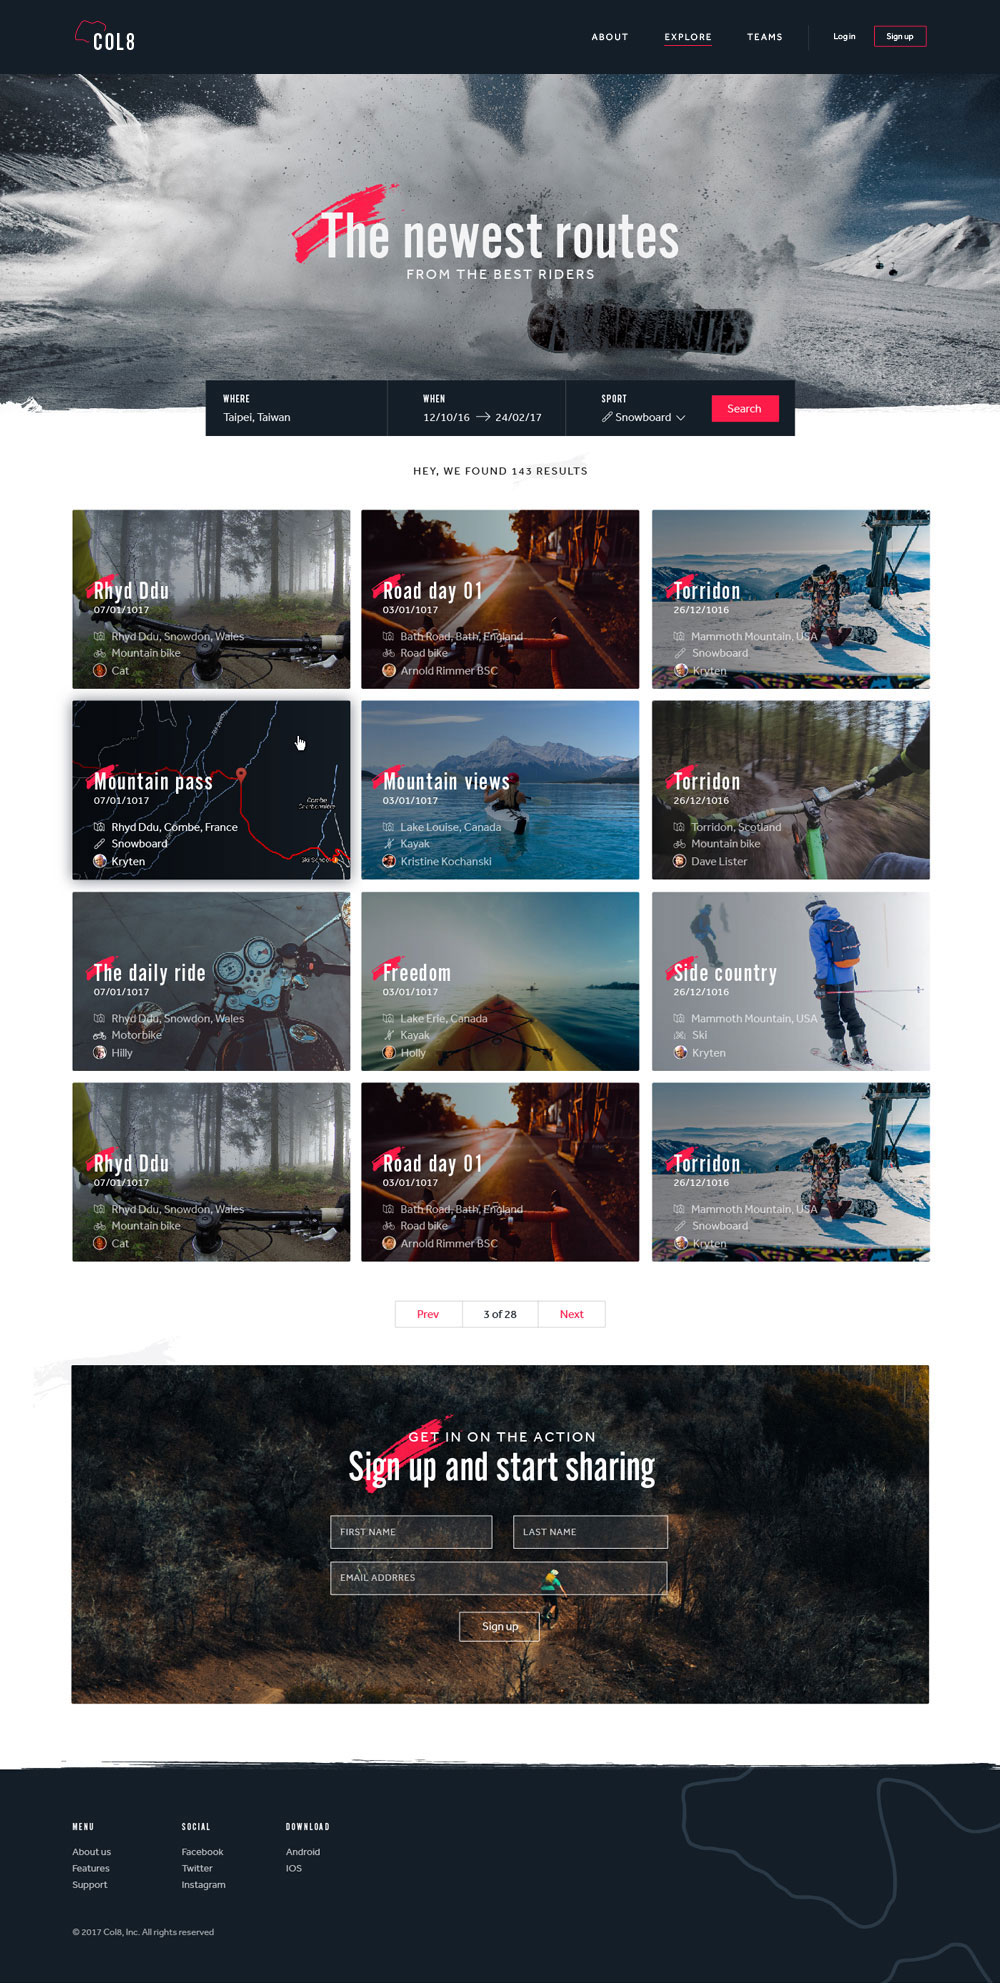 COL8
ABOUT EXPLORE TEAMS Log in Sign up
The newest routes
FROM THE BEST RIDERS
WHERE WHEN SPORT
Taipei, Taiwan 12/10/16 → 24/02/17 Snowboard Search
HEY, WE FOUND 143 RESULTS
Rhyd Ddu
07/01/1017
Rhyd Ddu, Snowdon, Wales
Mountain bike
Cat
Road day 01
03/01/1017
Bath Road, Bath, England
Road bike
Arnold Rimmer BSC
Torridon
26/12/1016
Mammoth Mountain, USA
Snowboard
Kryten
Mountain pass
07/01/1017
Rhyd Ddu, Combe, France
Snowboard
Kryten
Mountain views
03/01/1017
Lake Louise, Canada
Kayak
Kristine Kochanski
Torridon
26/12/1016
Torridon, Scotland
Mountain bike
Dave Lister
The daily ride
07/01/1017
Rhyd Ddu, Snowdon, Wales
Motorbike
Hilly
Freedom
03/01/1017
Lake Erie, Canada
Kayak
Holly
Side country
26/12/1016
Mammoth Mountain, USA
Ski
Kryten
Rhyd Ddu
07/01/1017
Rhyd Ddu, Snowdon, Wales
Mountain bike
Cat
Road day 01
03/01/1017
Bath Road, Bath, England
Road bike
Arnold Rimmer BSC
Torridon
26/12/1016
Mammoth Mountain, USA
Snowboard
Kryten
Prev 3 of 28 Next
GET IN ON THE ACTION
Sign up and start sharing
FIRST NAME LAST NAME
EMAIL ADDRRES
Sign up
MENU
About us
Features
Support
SOCIAL
Facebook
Twitter
Instagram
DOWNLOAD
Android
IOS
© 2017 Col8, Inc. All rights reserved